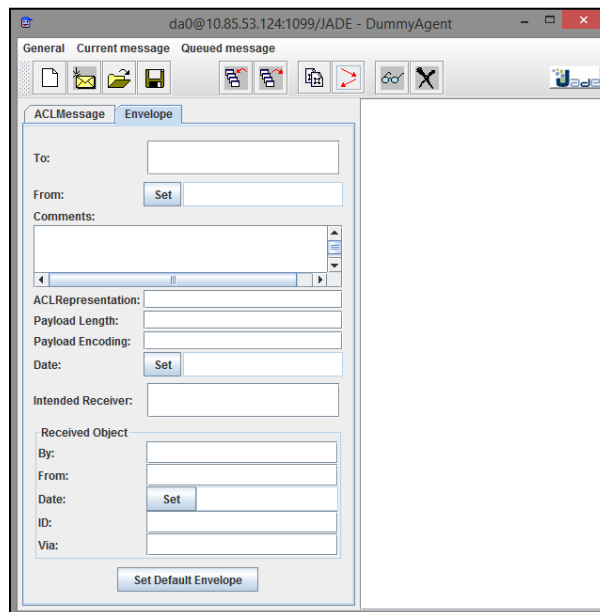 da0@10.85.53.124:1099/JADE - DummyAgent
General Current message Queued message
Jade
ACLMessage Envelope
To:
From: Set
Comments:
ACLRepresentation:
Payload Length:
Payload Encoding:
Date: Set
Intended Receiver:
Received Object
By:
From:
Date: Set
ID:
Via:
Set Default Envelope